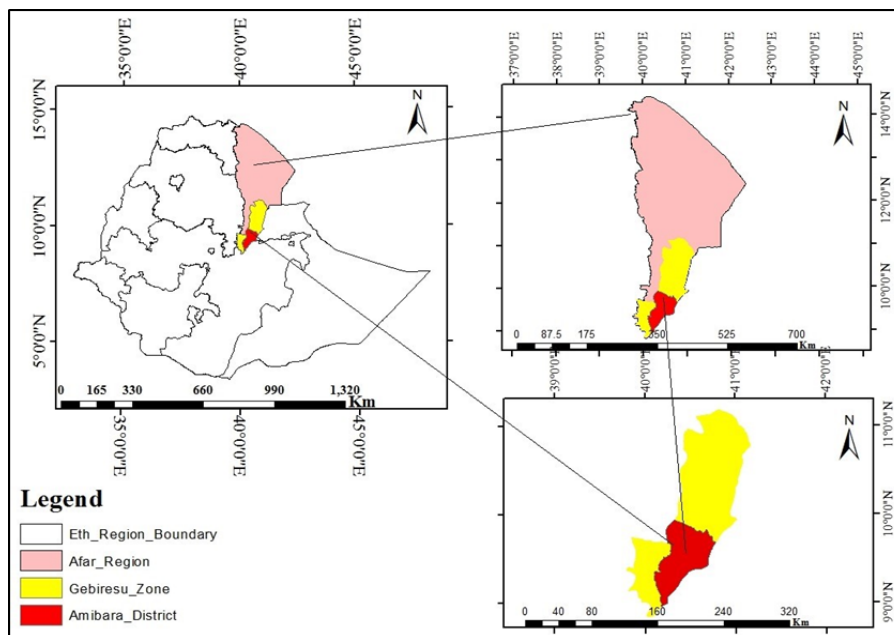 35°0'0"E 40°0'0"E 45°0'0"E
15°0'0"N
10°0'0"N
5°0'0"N
N
0 165 330 660 990 1,320
Km
35°0'0"E 40°0'0"E 45°0'0"E
37°0'0"E 38°0'0"E 39°0'0"E 40°0'0"E 41°0'0"E 42°0'0"E 43°0'0"E 44°0'0"E 45°0'0"E
N
14°0'0"N
12°0'0"N
10°0'0"N
0 87.5 175 350 525 700
Km
39°0'0"E 40°0'0"E 41°0'0"E 42°0'0"E
N
11°0'0"N
10°0'0"N
9°0'0"N
0 20 40 80 160 240 320
Km
Legend
Eth_Region_Boundary
Afar_Region
Gebiresu_Zone
Amibara_District